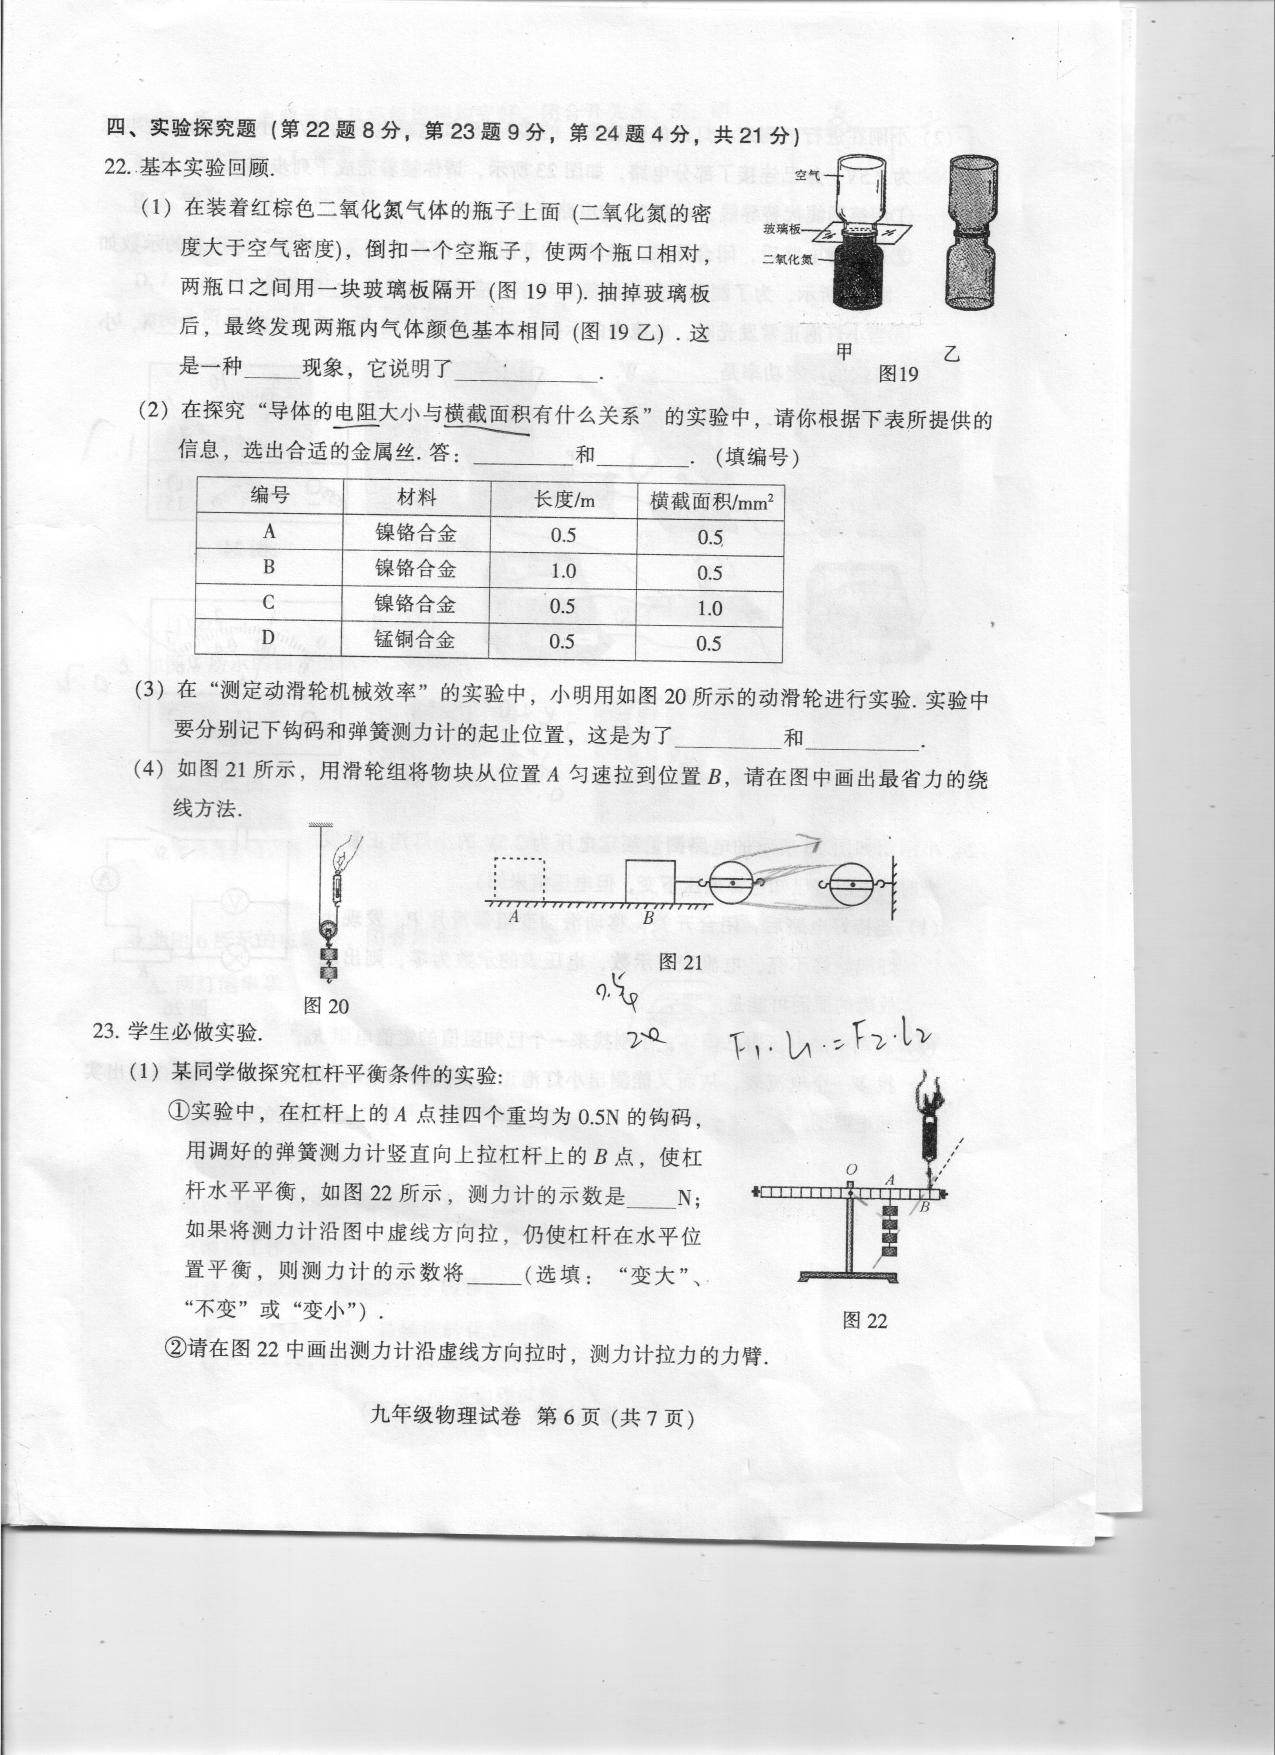 四、实验探究题（第22题8分，第23题9分，第24题4分，共21分）
22. 基本实验回顾.
（1）在装着红棕色二氧化氮气体的瓶子上面（二氧化氮的密
度大于空气密度），倒扣一个空瓶子，使两个瓶口相对，
两瓶口之间用一块玻璃板隔开（图19甲）. 抽掉玻璃板
后，最终发现两瓶内气体颜色基本相同（图19乙）. 这
是一种_____现象，它说明了_____________.
空气
玻璃板
二氧化氮
甲 乙
图19
（2）在探究“导体的电阻大小与横截面积有什么关系”的实验中，请你根据下表所提供的
信息，选出合适的金属丝. 答：_________和________.（填编号）
编号 材料 长度/m 横截面积/mm²
A 镍铬合金 0.5 0.5
B 镍铬合金 1.0 0.5
C 镍铬合金 0.5 1.0
D 锰铜合金 0.5 0.5
（3）在“测定动滑轮机械效率”的实验中，小明用如图20所示的动滑轮进行实验. 实验中
要分别记下钩码和弹簧测力计的起止位置，这是为了_________和__________.
（4）如图21所示，用滑轮组将物块从位置A匀速拉到位置B，请在图中画出最省力的绕
线方法.
A B
图21
图20
F₁·L₁·=F₂·L₂
23. 学生必做实验.
（1）某同学做探究杠杆平衡条件的实验:
①实验中，在杠杆上的A点挂四个重均为0.5N的钩码，
用调好的弹簧测力计竖直向上拉杠杆上的B点，使杠
杆水平平衡，如图22所示，测力计的示数是____N；
如果将测力计沿图中虚线方向拉，仍使杠杆在水平位
置平衡，则测力计的示数将_____（选填：“变大”、
“不变”或“变小”）.
O A B
图22
②请在图22中画出测力计沿虚线方向拉时，测力计拉力的力臂.
九年级物理试卷 第6页（共7页）